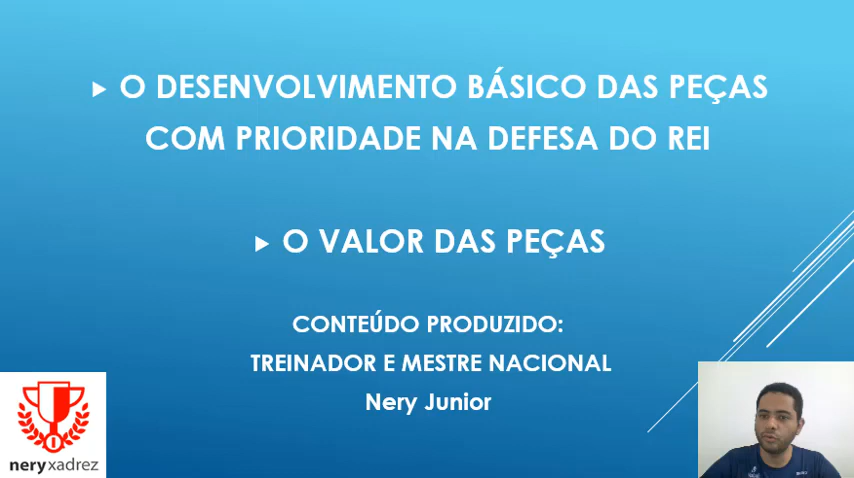 O DESENVOLVIMENTO BÁSICO DAS PEÇAS
COM PRIORIDADE NA DEFESA DO REI
O VALOR DAS PEÇAS
CONTEÚDO PRODUZIDO:
TREINADOR E MESTRE NACIONAL
Nery Junior
neryxadrez